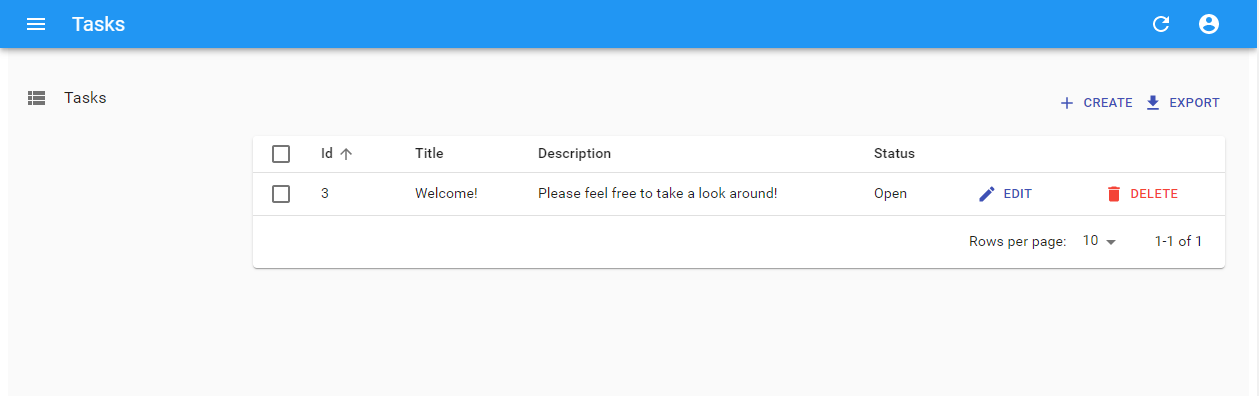 Tasks
Tasks
CREATE EXPORT
Id Title Description Status
3 Welcome! Please feel free to take a look around! Open EDIT DELETE
Rows per page: 10 1-1 of 1